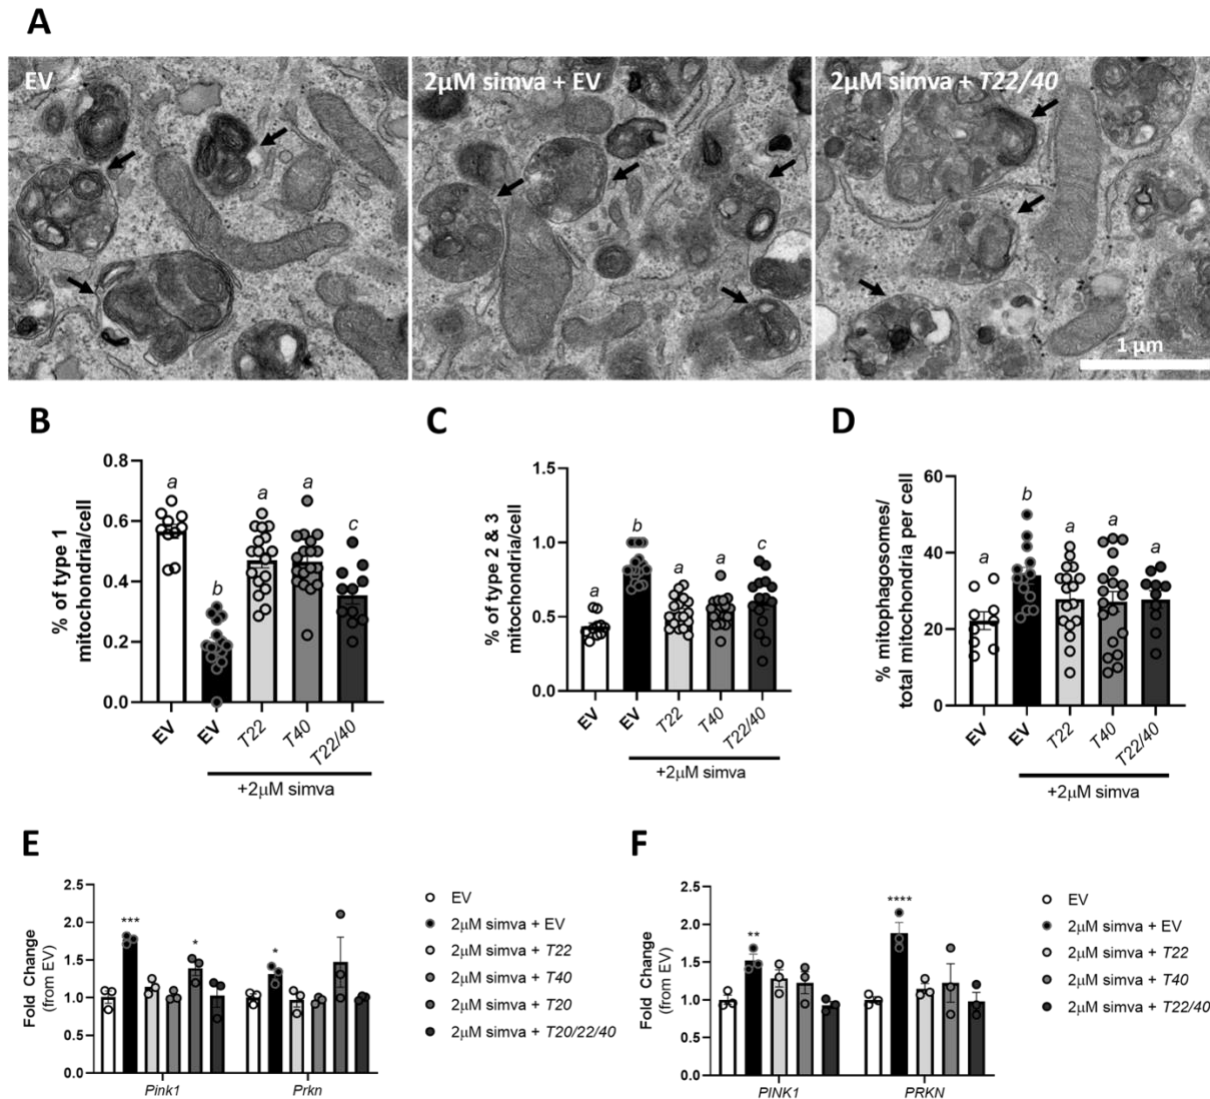 A
EV
2μM simva + EV
2μM simva + T22/40
1 μm
B
% of type 1
mitochondria/cell
0.8
0.6
0.4
0.2
0.0
a
b
a
a
c
EV
EV
T22
T40
T22/40
+2μM simva
C
% of type 2 & 3
mitochondria/cell
1.5
1.0
0.5
0.0
a
b
a
a
c
EV
EV
T22
T40
T22/40
+2μM simva
D
% mitophagosomes/
total mitochondria per cell
60
40
20
0
a
b
a
a
a
EV
EV
T22
T40
T22/40
+2μM simva
E
Fold Change
(from EV)
2.5
2.0
1.5
1.0
0.5
0.0
***
*
*
Pink1
Prkn
EV
2μM simva + EV
2μM simva + T22
2μM simva + T40
2μM simva + T20
2μM simva + T20/22/40
F
Fold Change
(from EV)
2.5
2.0
1.5
1.0
0.5
0.0
**
****
PINK1
PRKN
EV
2μM simva + EV
2μM simva + T22
2μM simva + T40
2μM simva + T22/40